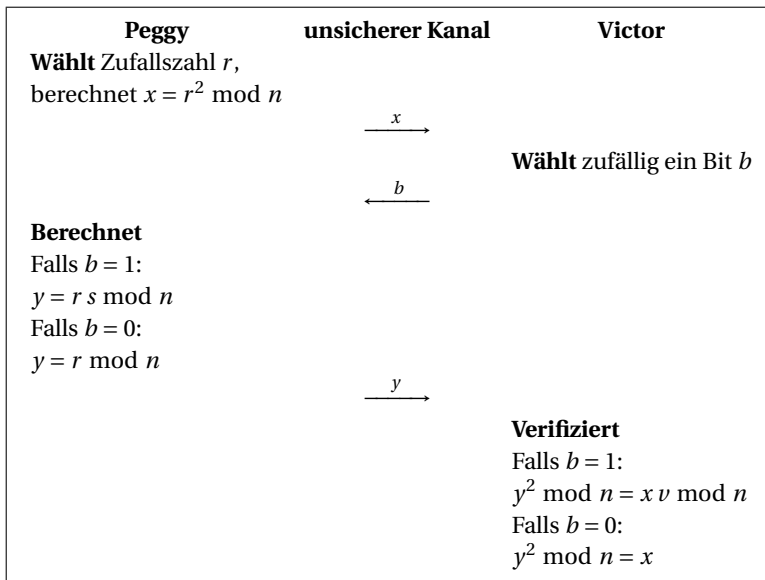 Peggy unsicherer Kanal Victor
Wählt Zufallszahl r,
berechnet x = r² mod n
x
Wählt zufällig ein Bit b
b
Berechnet
Falls b = 1:
y = r s mod n
Falls b = 0:
y = r mod n
y
Verifiziert
Falls b = 1:
y² mod n = x v mod n
Falls b = 0:
y² mod n = x